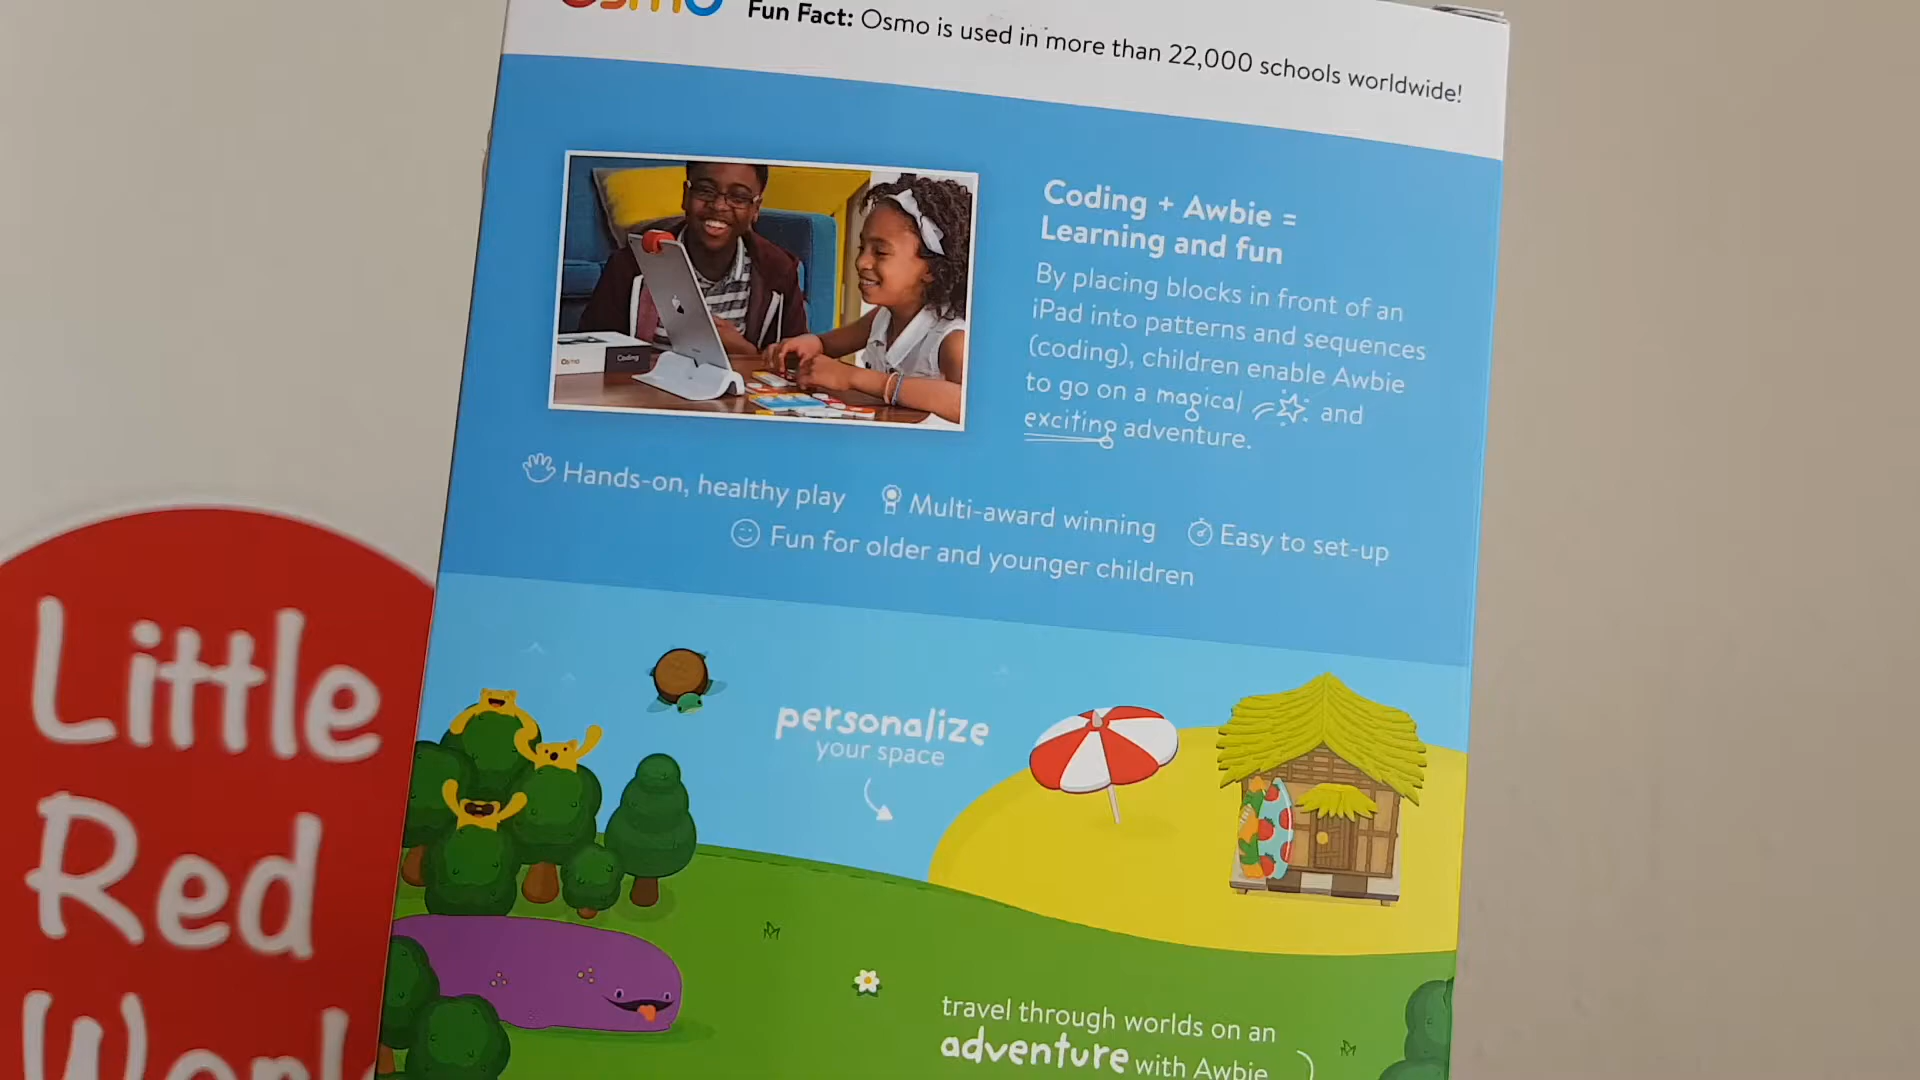 Osmo
Fun Fact: Osmo is used in more than 22,000 schools worldwide!
Coding + Awbie =
Learning and fun
By placing blocks in front of an
iPad into patterns and sequences
(coding), children enable Awbie
to go on a magical and
exciting adventure.
Osmo Coding
Hands-on, healthy play Multi-award winning Easy to set-up
Fun for older and younger children
personalize
your space
travel through worlds on an
adventure with Awbie
Little
Red